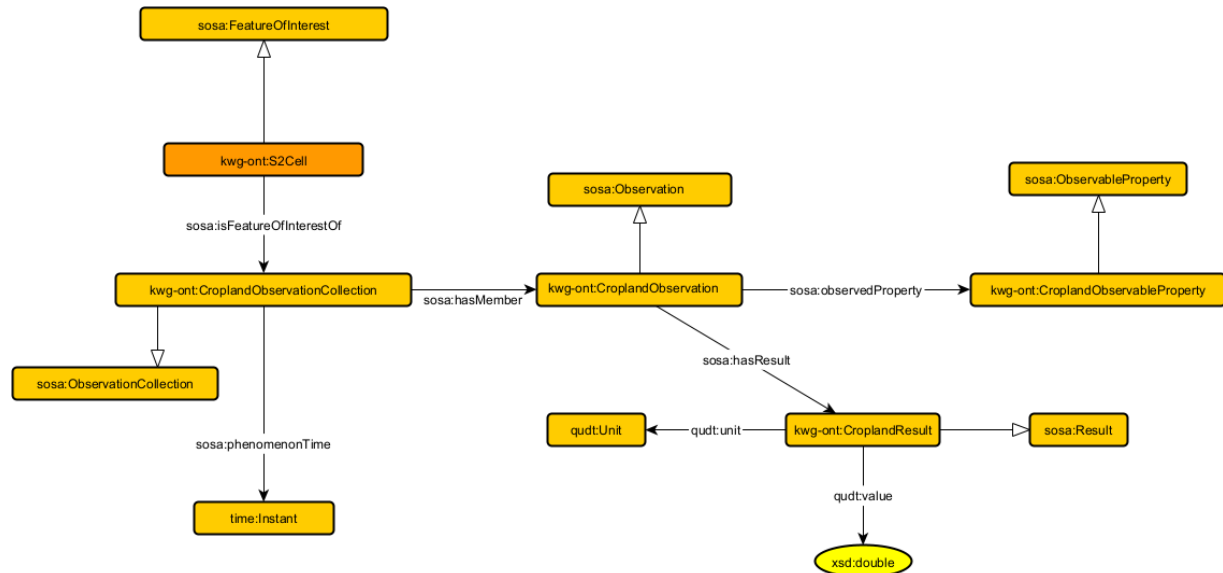 sosa:FeatureOfInterest
kwg-ont:S2Cell
sosa:Observation
sosa:ObservableProperty
sosa:isFeatureOfInterestOf
kwg-ont:CroplandObservationCollection
sosa:hasMember
kwg-ont:CroplandObservation
sosa:observedProperty
kwg-ont:CroplandObservableProperty
sosa:ObservationCollection
sosa:hasResult
qudt:Unit
qudt:unit
kwg-ont:CroplandResult
sosa:Result
sosa:phenomenonTime
qudt:value
time:Instant
xsd:double